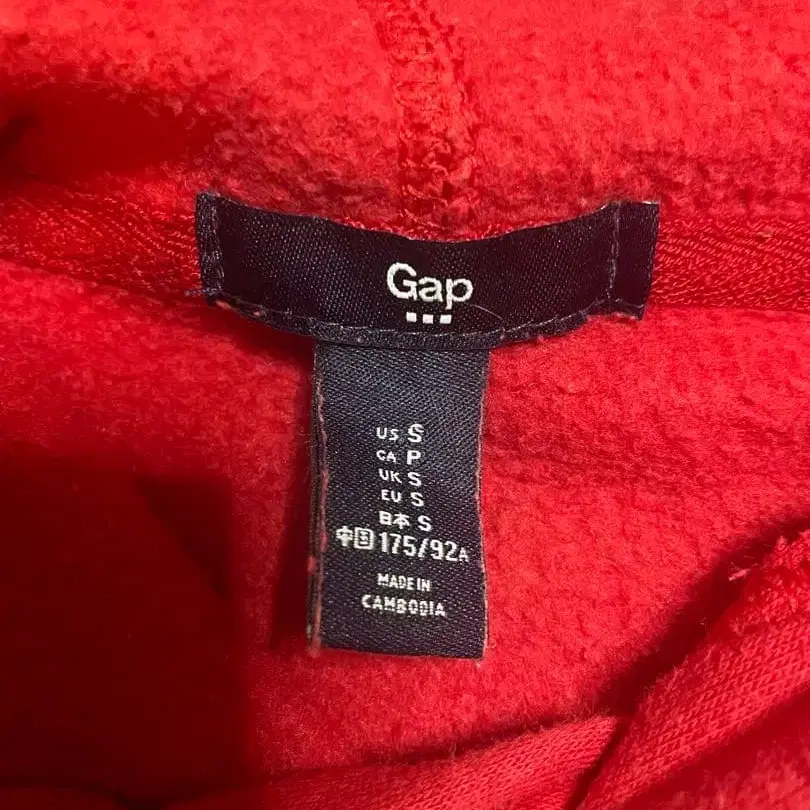 Gap
US S
CA P
UK S
EU S
日本 S
中国 175/92A
MADE IN
CAMBODIA